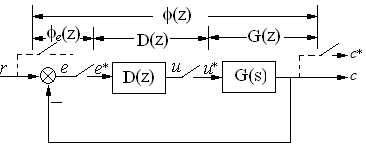 ϕ(z)
ϕe(z) D(z) G(z)
r e e* D(z) u u* G(s) c* c
−